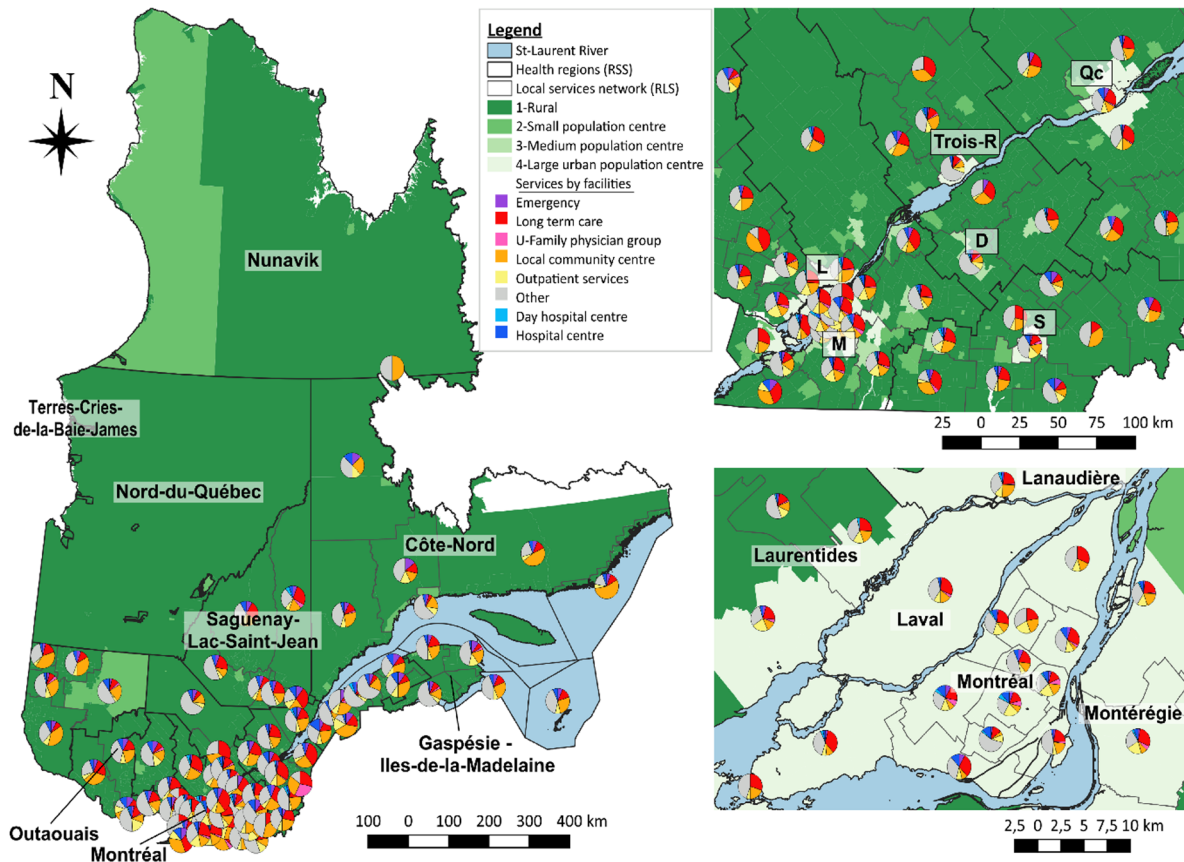 N
Nunavik
Terres-Cries-
de-la-Baie-James
Nord-du-Québec
Côte-Nord
Saguenay-
Lac-Saint-Jean
Gaspésie -
Iles-de-la-Madelaine
Outaouais
Montréal
100 0 100 200 300 400 km
Legend
St-Laurent River
Health regions (RSS)
Local services network (RLS)
1-Rural
2-Small population centre
3-Medium population centre
4-Large urban population centre
Services by facilities
Emergency
Long term care
U-Family physician group
Local community centre
Outpatient services
Other
Day hospital centre
Hospital centre
Qc
Trois-R
D
L
S
M
25 0 25 50 75 100 km
Lanaudière
Laurentides
Laval
Montréal
Montérégie
2,5 0 2,5 5 7,5 10 km